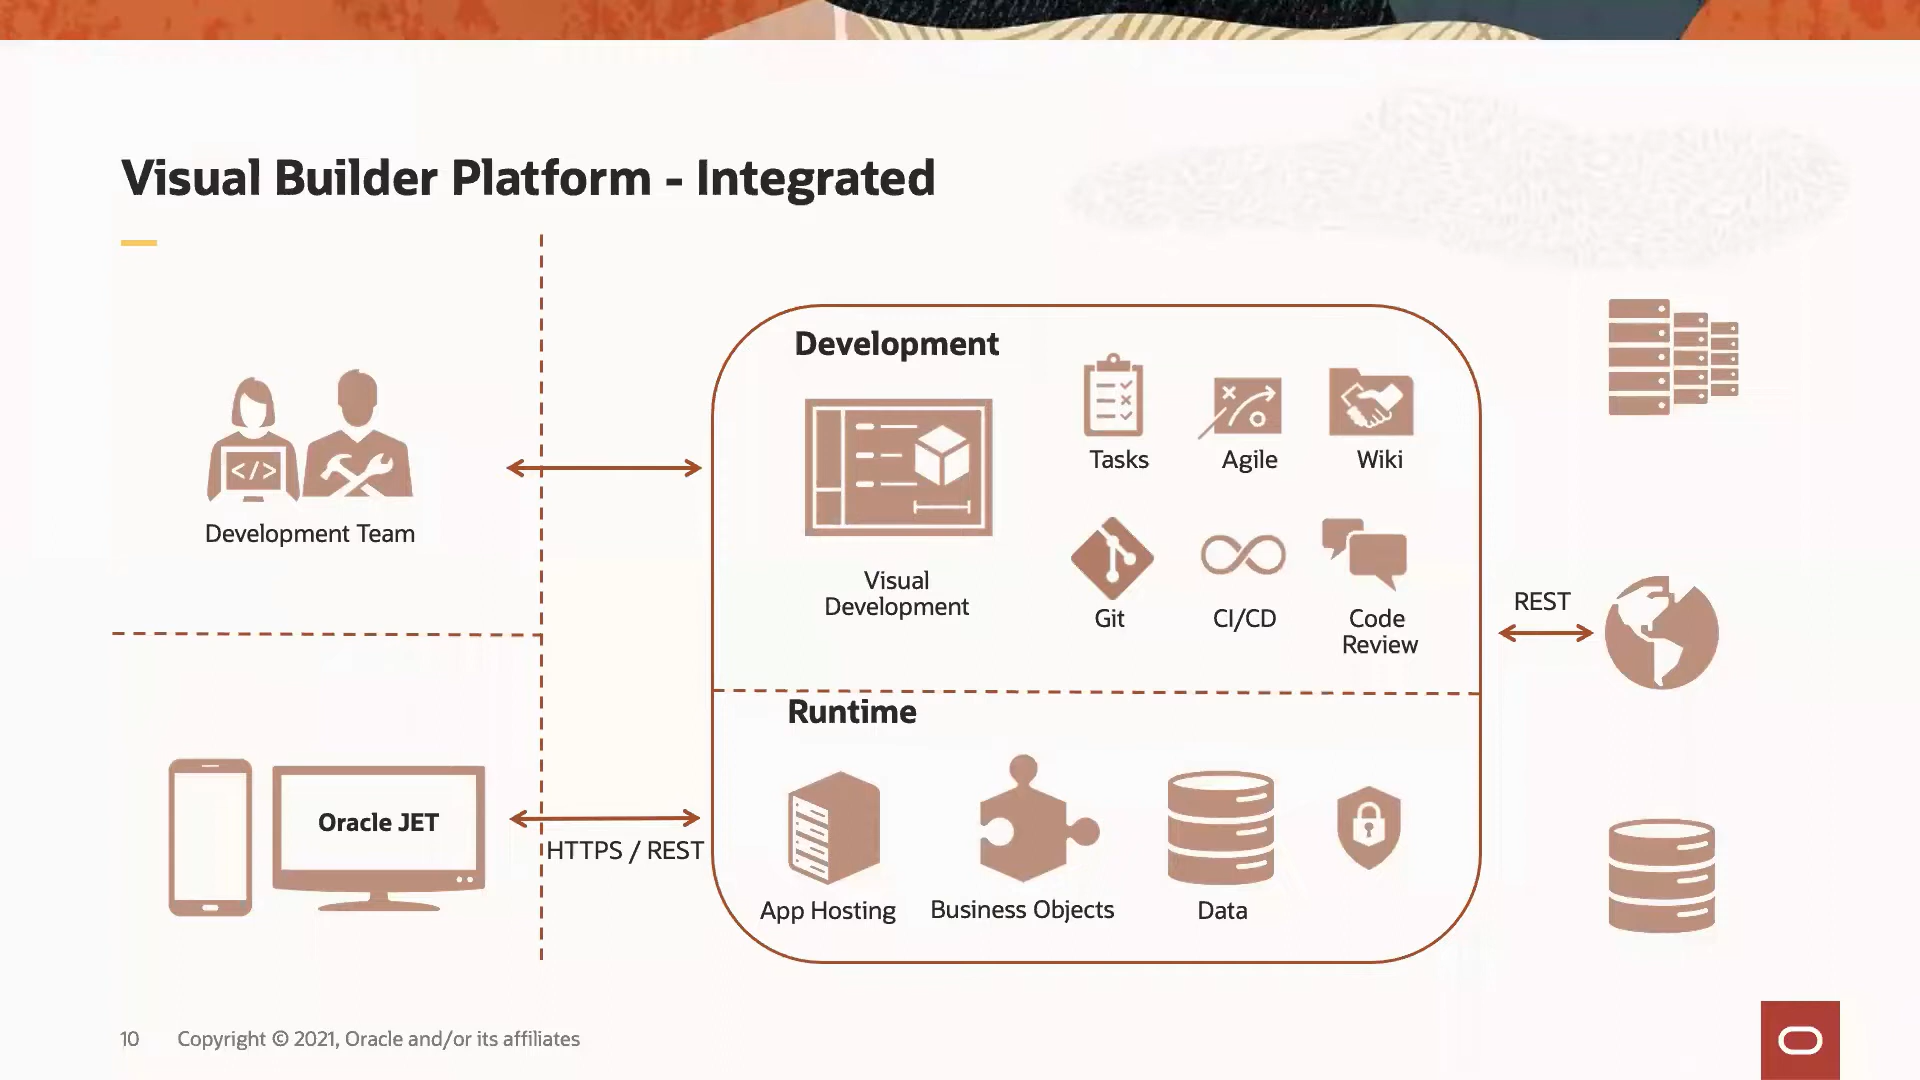 Visual Builder Platform - Integrated
Development Team
</>
Oracle JET
HTTPS / REST
Development
Visual
Development
Tasks
Agile
Wiki
Git
CI/CD
Code
Review
Runtime
App Hosting
Business Objects
Data
REST
10
Copyright © 2021, Oracle and/or its affiliates